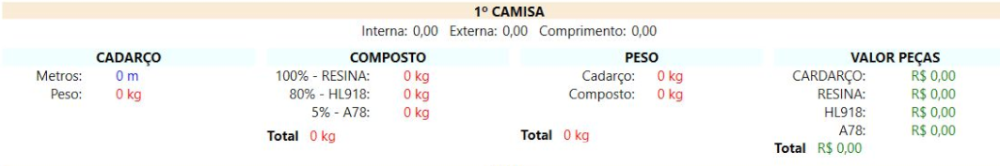 1º CAMISA
Interna: 0,00 Externa: 0,00 Comprimento: 0,00
CADARÇO
Metros: 0 m
Peso: 0 kg
COMPOSTO
100% - RESINA: 0 kg
80% - HL918: 0 kg
5% - A78: 0 kg
Total 0 kg
PESO
Cadarço: 0 kg
Composto: 0 kg
Total 0 kg
VALOR PEÇAS
CARDARÇO: R$ 0,00
RESINA: R$ 0,00
HL918: R$ 0,00
A78: R$ 0,00
Total R$ 0,00